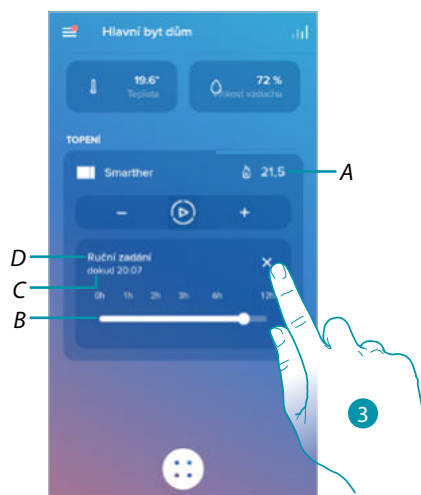 Hlavní byt dům
19.6°
Teplota
72 %
Vlhkost vzduchu
TOPENÍ
Smarther
21,5
A
−
+
D
Ruční zadání
C
dokud 20:07
0h 1h 2h 3h 6h 12h
B
3